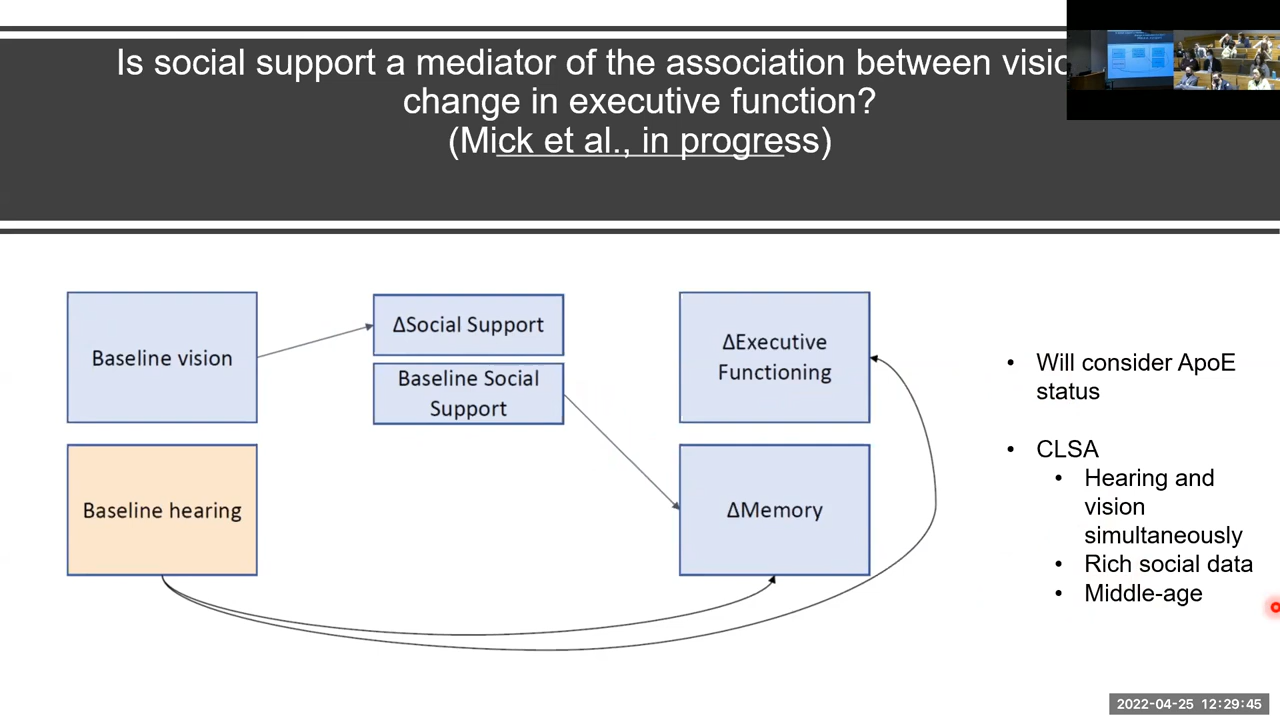 Is social support a mediator of the association between
change in executive function?
(Mick et al., in progress)
Baseline vision
ΔSocial Support
Baseline Social
Support
ΔExecutive
Functioning
Baseline hearing
ΔMemory
• Will consider ApoE
status
• CLSA
• Hearing and
vision
simultaneously
• Rich social data
• Middle-age
2022-04-25 12:29:45